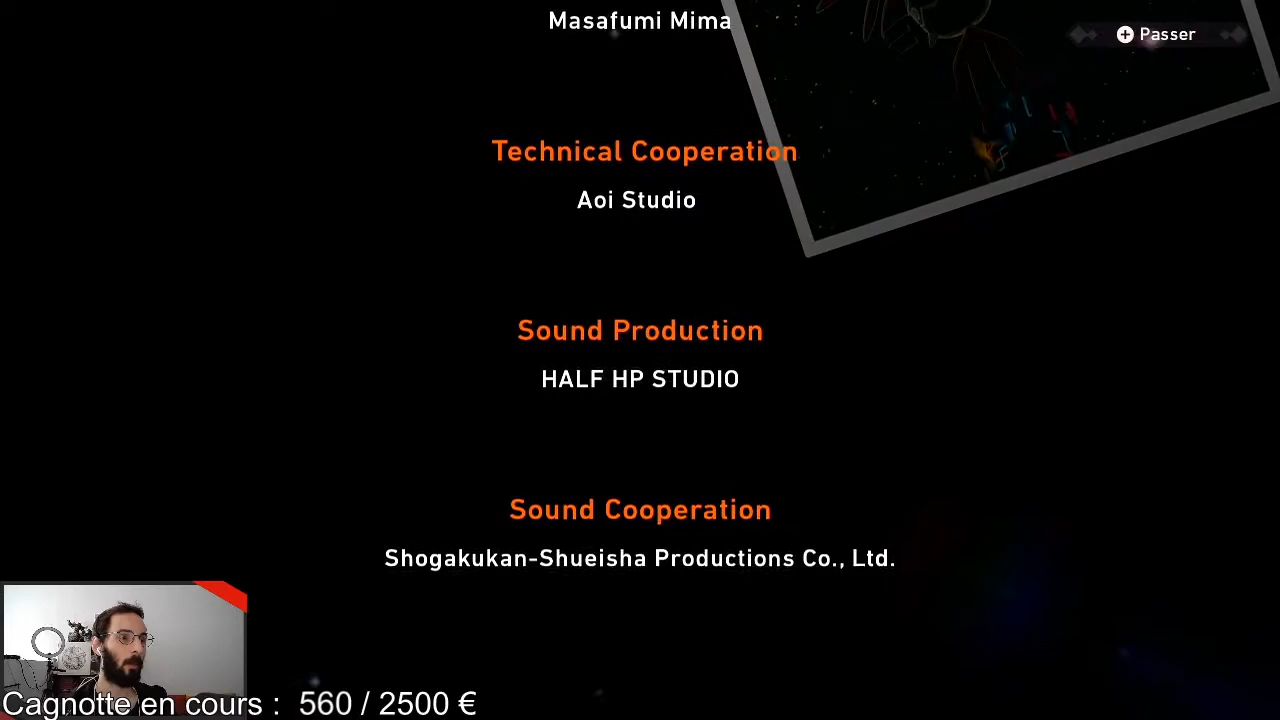 Masafumi Mima
Passer
Technical Cooperation
Aoi Studio
Sound Production
HALF HP STUDIO
Sound Cooperation
Shogakukan-Shueisha Productions Co., Ltd.
Cagnotte en cours : 560 / 2500 €